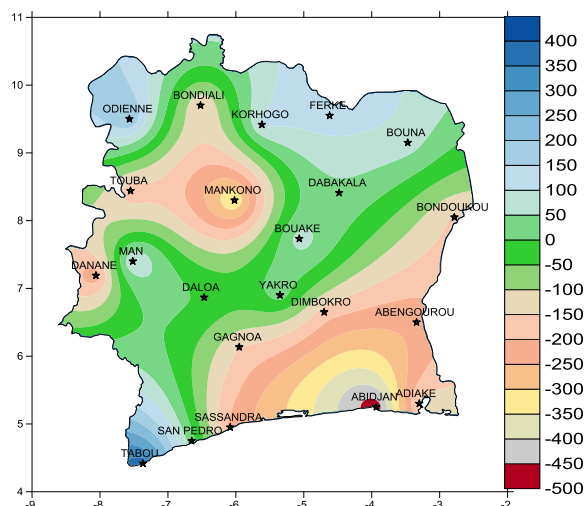 11
10
9
8
7
6
5
4
-9
-8
-7
-6
-5
-4
-3
-2
ODIENNE
BONDIALI
KORHOGO
FERKE
BOUNA
TOUBA
MANKONO
DABAKALA
BONDOUKOU
BOUAKE
MAN
DANANE
DALOA
YAKRO
DIMBOKRO
ABENGOUROU
GAGNOA
ABIDJAN
ADIAKE
SASSANDRA
SAN PEDRO
TABOU
400
350
300
250
200
150
100
50
0
-50
-100
-150
-200
-250
-300
-350
-400
-450
-500